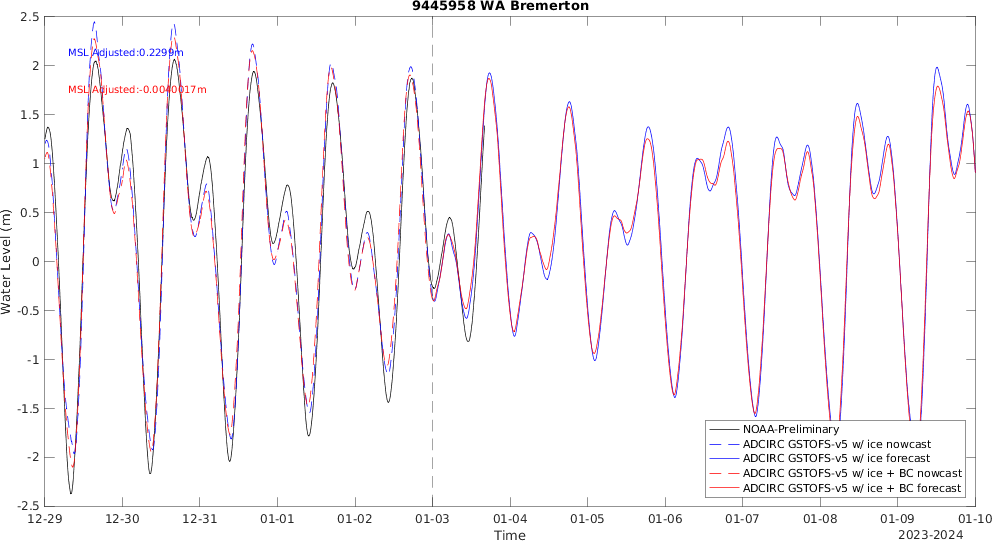 9445958 WA Bremerton
MSL Adjusted:0.2299m
MSL Adjusted:-0.0040017m
Water Level (m)
2.5
2
1.5
1
0.5
0
-0.5
-1
-1.5
-2
-2.5
NOAA-Preliminary
ADCIRC GSTOFS-v5 w/ ice nowcast
ADCIRC GSTOFS-v5 w/ ice forecast
ADCIRC GSTOFS-v5 w/ ice + BC nowcast
ADCIRC GSTOFS-v5 w/ ice + BC forecast
12-29 12-30 12-31 01-01 01-02 01-03 01-04 01-05 01-06 01-07 01-08 01-09 01-10
Time
2023-2024